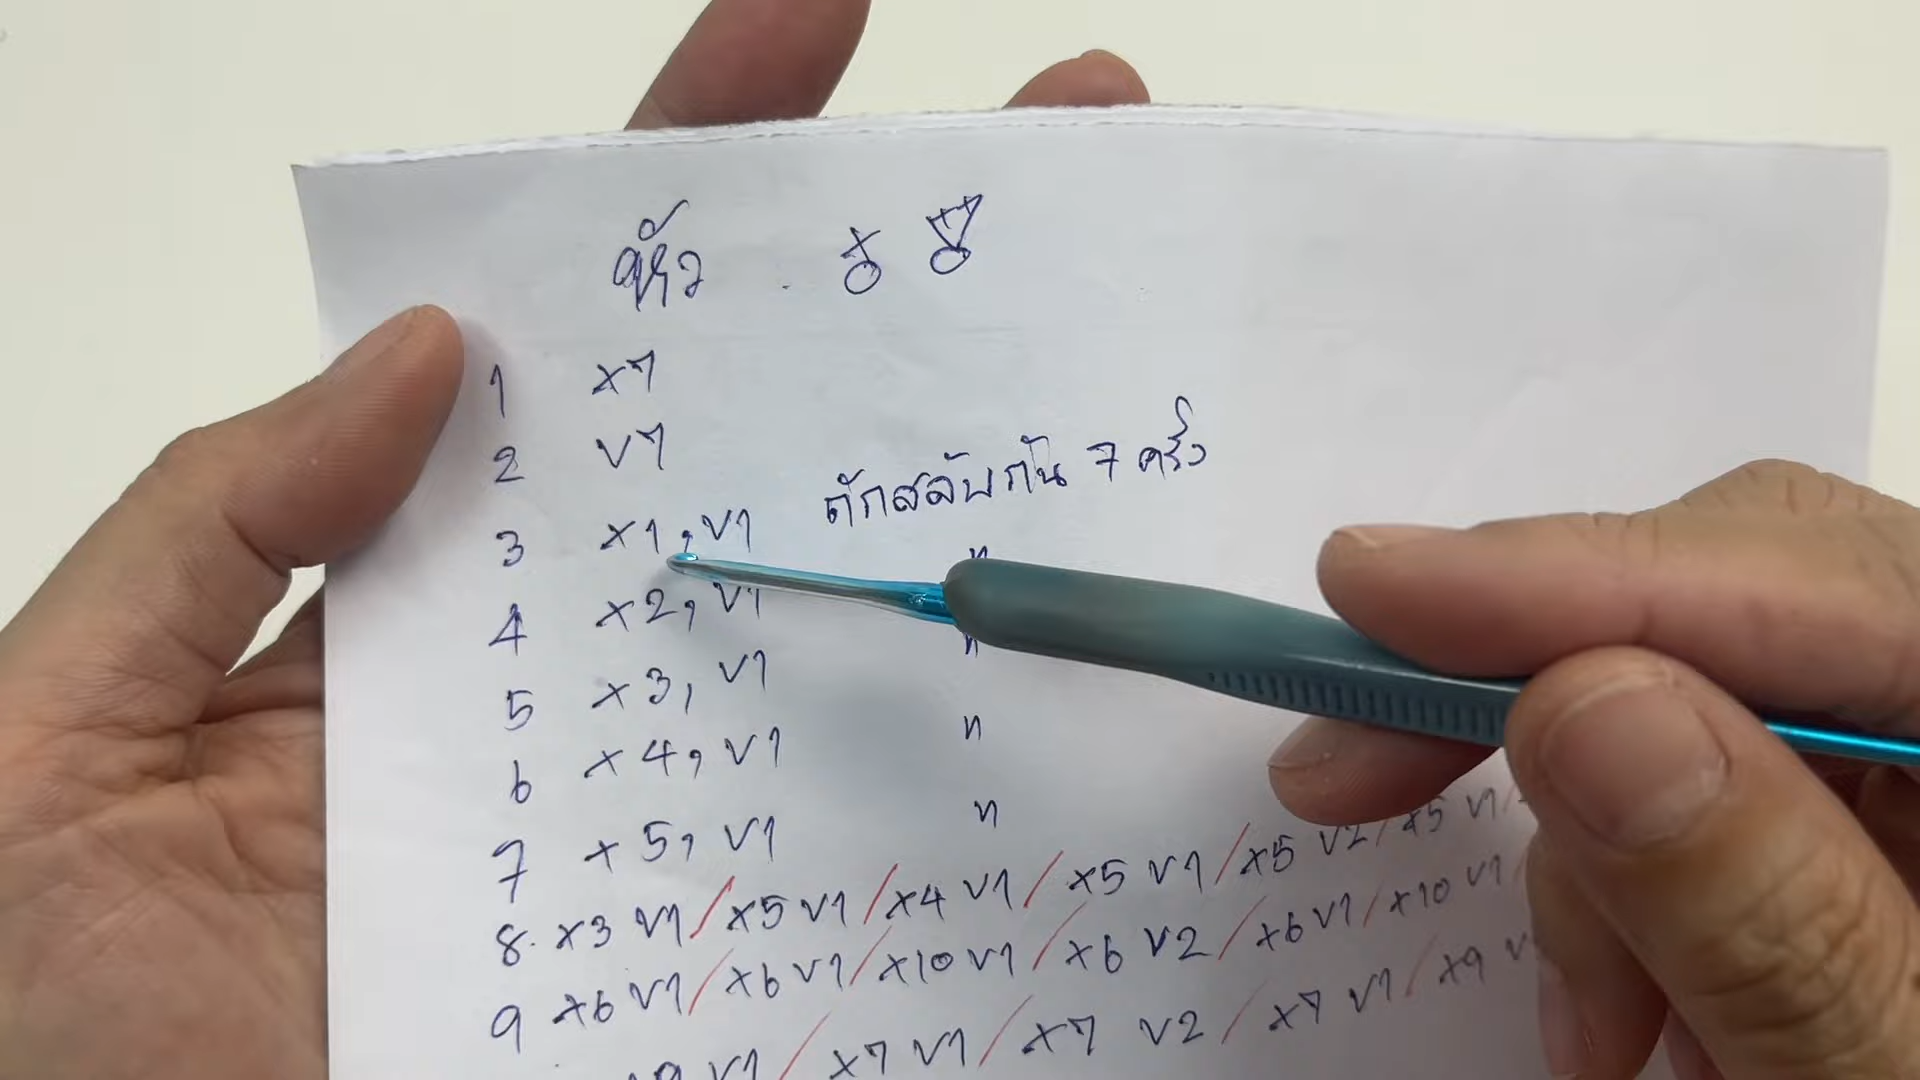 หัว
1 x7
2 v7
3 x1, v1 ถักสลับกัน 7 ครั้ง
4 x2, v1 "
5 x3, v1 "
6 x4, v1 "
7 x5, v1 "
8. x3 v1 / x5 v1 / x4 v1 / x5 v1 / x5 v2 / x5 v1 /
9 x6 v1 / x6 v1 / x10 v1 / x6 v2 / x6 v1 / x10 v1 /
v1 / x7 v1 / x7 v2 / x7 v1 / x9